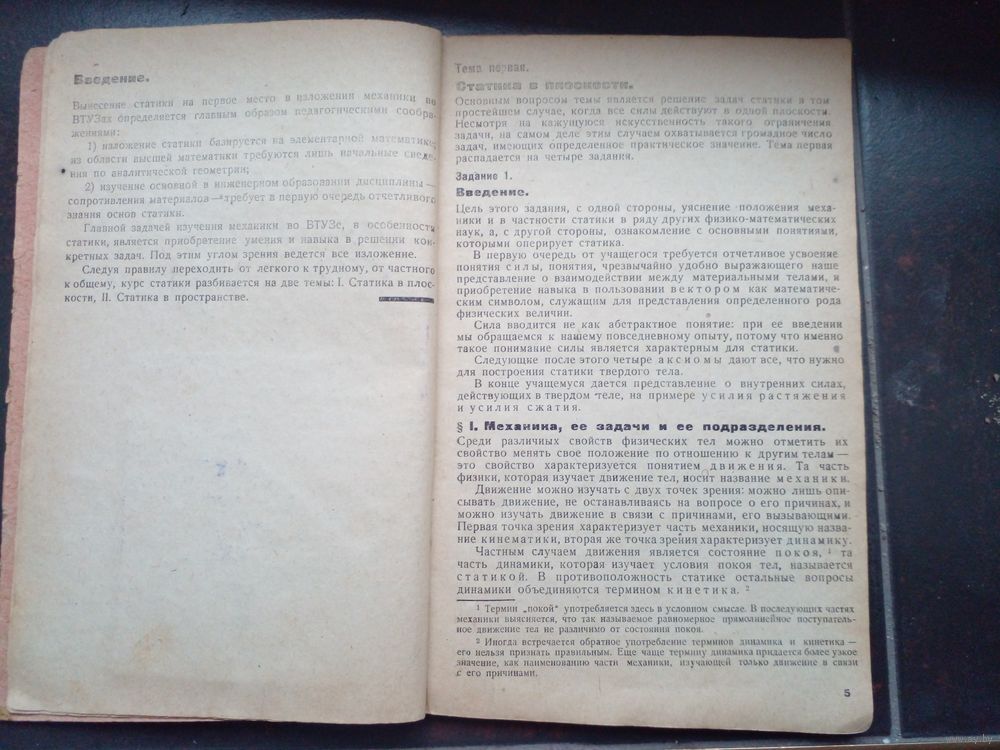 Введение.
Вынесение статики на первое место в изложении механики во
ВТУЗах определяется главным образом педагогическими сообра-
жениями:
1) изложение статики базируется на элементарной математике;
из области высшей математики требуются лишь начальные сведе-
ния по аналитической геометрии;
2) изучение основной в инженерном образовании дисциплины —
сопротивления материалов — требует в первую очередь отчетливого
знания основ статики.
Главной задачей изучения механики во ВТУЗе, в особенности
статики, является приобретение умения и навыка в решении кон-
кретных задач. Под этим углом зрения ведется все изложение.
Следуя правилу переходить от легкого к трудному, от частного
к общему, курс статики разбивается на две темы: I. Статика в плос-
кости, II. Статика в пространстве.
Тема первая.
Статика в плоскости.
Основным вопросом темы является решение задач статики в том
простейшем случае, когда все силы действуют в одной плоскости.
Несмотря на кажущуюся искусственность такого ограничения
задачи, на самом деле этим случаем охватывается громадное число
задач, имеющих определенное практическое значение. Тема первая
распадается на четыре задания.
Задание 1.
Введение.
Цель этого задания, с одной стороны, уяснение положения меха-
ники и в частности статики в ряду других физико-математических
наук, а, с другой стороны, ознакомление с основными понятиями,
которыми оперирует статика.
В первую очередь от учащегося требуется отчетливое усвоение
понятия силы, понятия, чрезвычайно удобно выражающего наше
представление о взаимодействии между материальными телами, и
приобретение навыка в пользовании вектором как математиче-
ским символом, служащим для представления определенного рода
физических величин.
Сила вводится не как абстрактное понятие: при ее введении
мы обращаемся к нашему повседневному опыту, потому что именно
такое понимание силы является характерным для статики.
Следующие после этого четыре аксиомы дают все, что нужно
для построения статики твердого тела.
В конце учащемуся дается представление о внутренних силах,
действующих в твердом теле, на примере усилия растяжения
и усилия сжатия.
§ I. Механика, ее задачи и ее подразделения.
Среди различных свойств физических тел можно отметить их
свойство менять свое положение по отношению к другим телам —
это свойство характеризуется понятием движения. Та часть
физики, которая изучает движение тел, носит название механики.
Движение можно изучать с двух точек зрения: можно лишь опи-
сывать движение, не останавливаясь на вопросе о его причинах, и
можно изучать движение в связи с причинами, его вызывающими.
Первая точка зрения характеризует часть механики, носящую назва-
ние кинематики, вторая же точка зрения характеризует динамику.
Частным случаем движения является состояние покоя, ¹ та
часть динамики, которая изучает условия покоя тел, называется
статикой. В противоположность статике остальные вопросы
динамики объединяются термином кинетика. ²
¹ Термин „покой“ употребляется здесь в условном смысле. В последующих частях
механики выясняется, что так называемое равномерное прямолинейное поступатель-
ное движение тел не различимо от состояния покоя.
² Иногда встречается обратное употребление терминов динамика и кинетика —
его нельзя признать правильным. Еще чаще термину динамика придается более узкое
значение, как наименованию части механики, изучающей только движение в связи
с его причинами.
5
www.ay.by